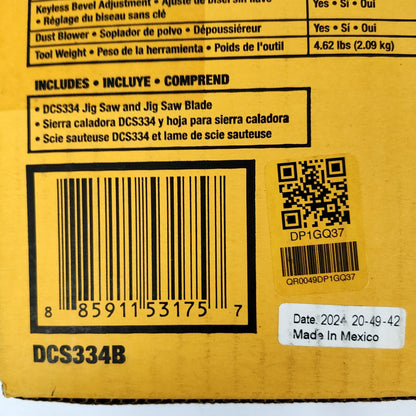 Keyless Bevel Adjustment • Ajuste de bisel sin llave
• Réglage du biseau sans clé
Yes • Sí • Oui
Dust Blower • Soplador de polvo • Dépoussiéreur
Yes • Sí • Oui
Tool Weight • Peso de la herramienta • Poids de l'outil
4.62 lbs (2.09 kg)
INCLUDES • INCLUYE • COMPREND
• DCS334 Jig Saw and Jig Saw Blade
• Sierra caladora DCS334 y hoja para sierra caladora
• Scie sauteuse DCS334 et lame de scie sauteuse
DP1GQ37
QR0049DP1GQ37
8 85911 53175 7
Date: 2024 20-49-42
Made In Mexico
DCS334B